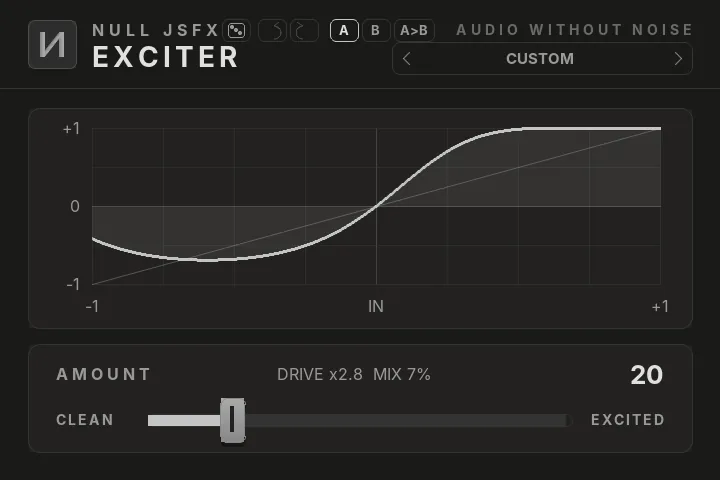 NULL JSFX A B A>B AUDIO WITHOUT NOISE
EXCITER CUSTOM
+1
0
-1
-1 IN +1
AMOUNT DRIVE x2.8 MIX 7% 20
CLEAN EXCITED